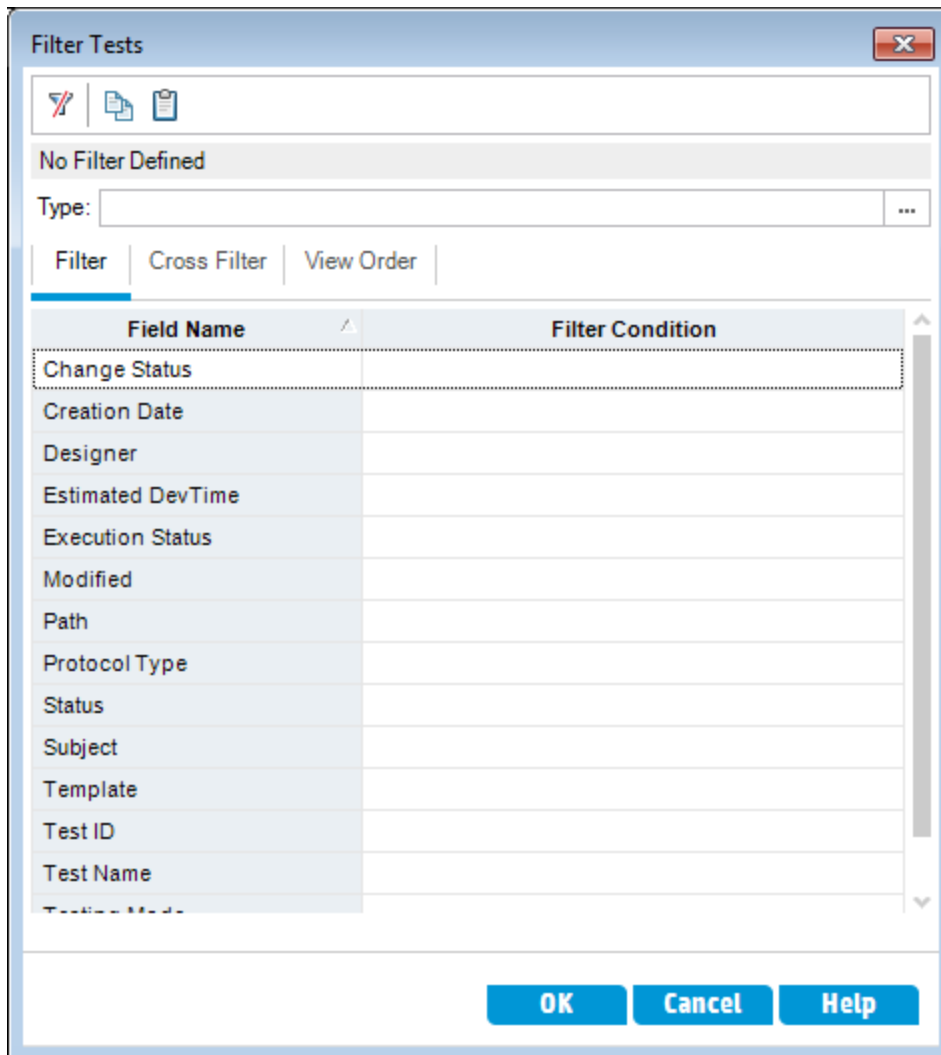 Filter Tests
No Filter Defined
Type:
...
Filter Cross Filter View Order
Field Name Filter Condition
Change Status
Creation Date
Designer
Estimated DevTime
Execution Status
Modified
Path
Protocol Type
Status
Subject
Template
Test ID
Test Name
OK Cancel Help